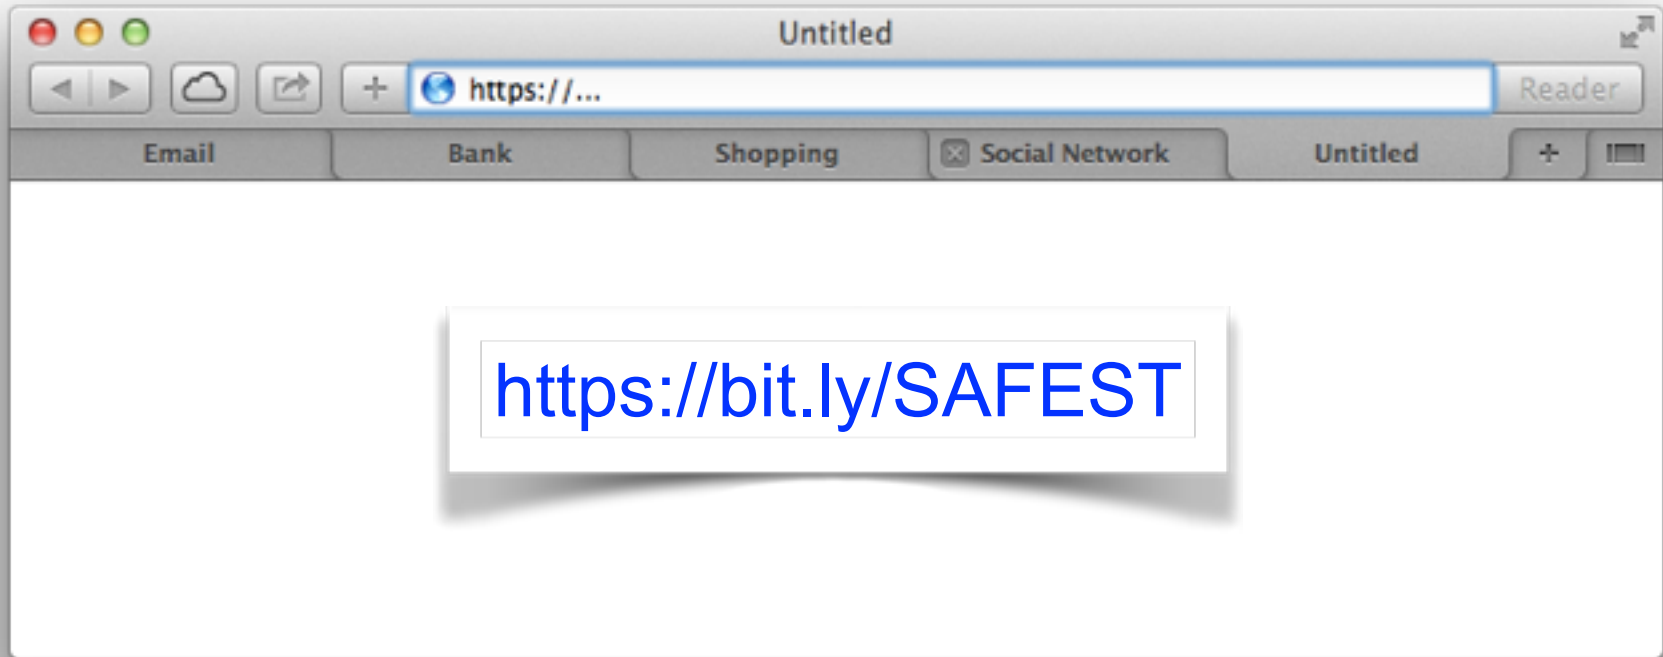 Untitled
https://...
Reader
Email Bank Shopping Social Network Untitled
https://bit.ly/SAFEST